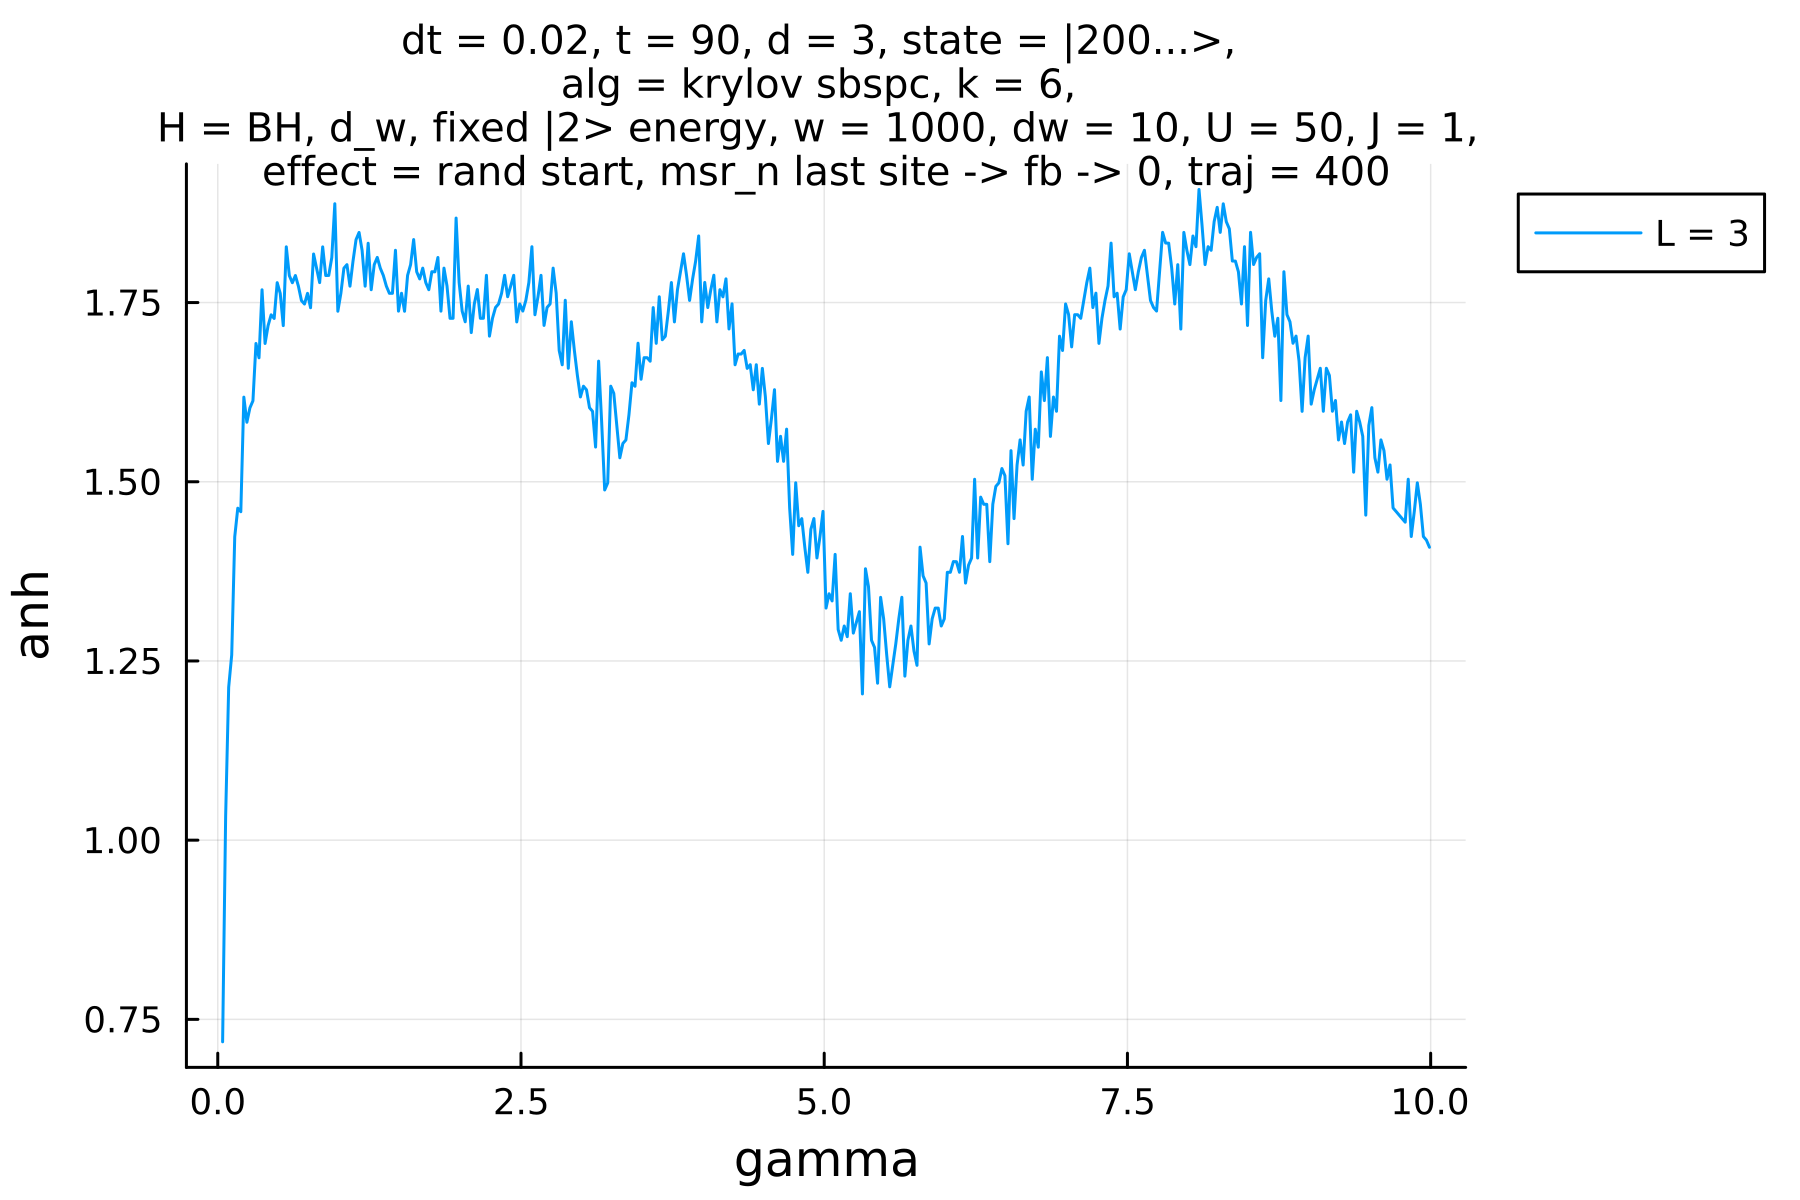 dt = 0.02, t = 90, d = 3, state = |200...>,
alg = krylov sbspc, k = 6,
H = BH, d_w, fixed |2> energy, w = 1000, dw = 10, U = 50, J = 1,
effect = rand start, msr_n last site -> fb -> 0, traj = 400
L = 3
1.75
1.50
1.25
1.00
0.75
anh
0.0 2.5 5.0 7.5 10.0
gamma